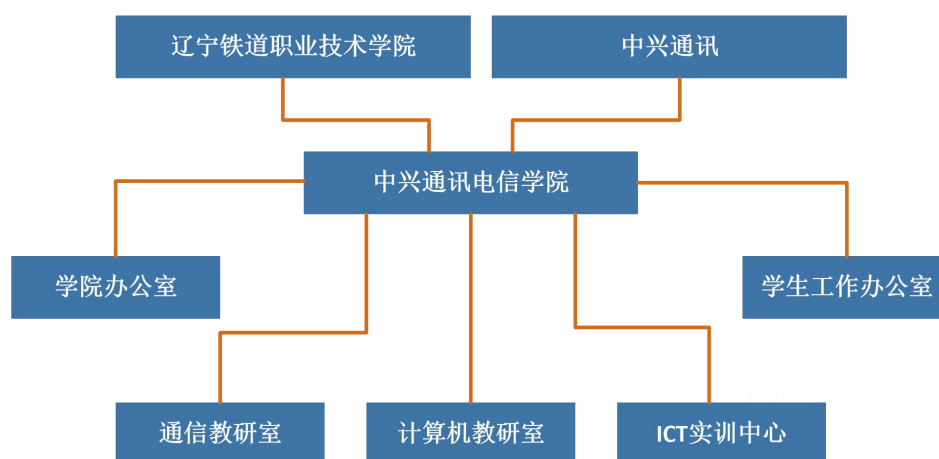 辽宁铁道职业技术学院
中兴通讯
中兴通讯电信学院
学院办公室
学生工作办公室
通信教研室
计算机教研室
ICT实训中心